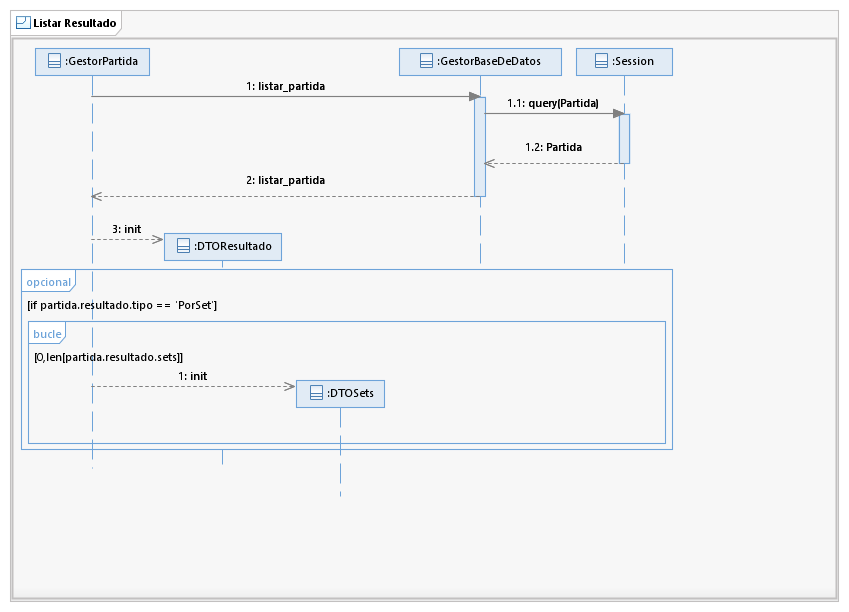 Listar Resultado
:GestorPartida
:GestorBaseDeDatos
:Session
1: listar_partida
1.1: query(Partida)
1.2: Partida
2: listar_partida
3: init
:DTOResultado
opcional
[if partida.resultado.tipo == 'PorSet']
bucle
[0,len[partida.resultado.sets]]
1: init
:DTOSets